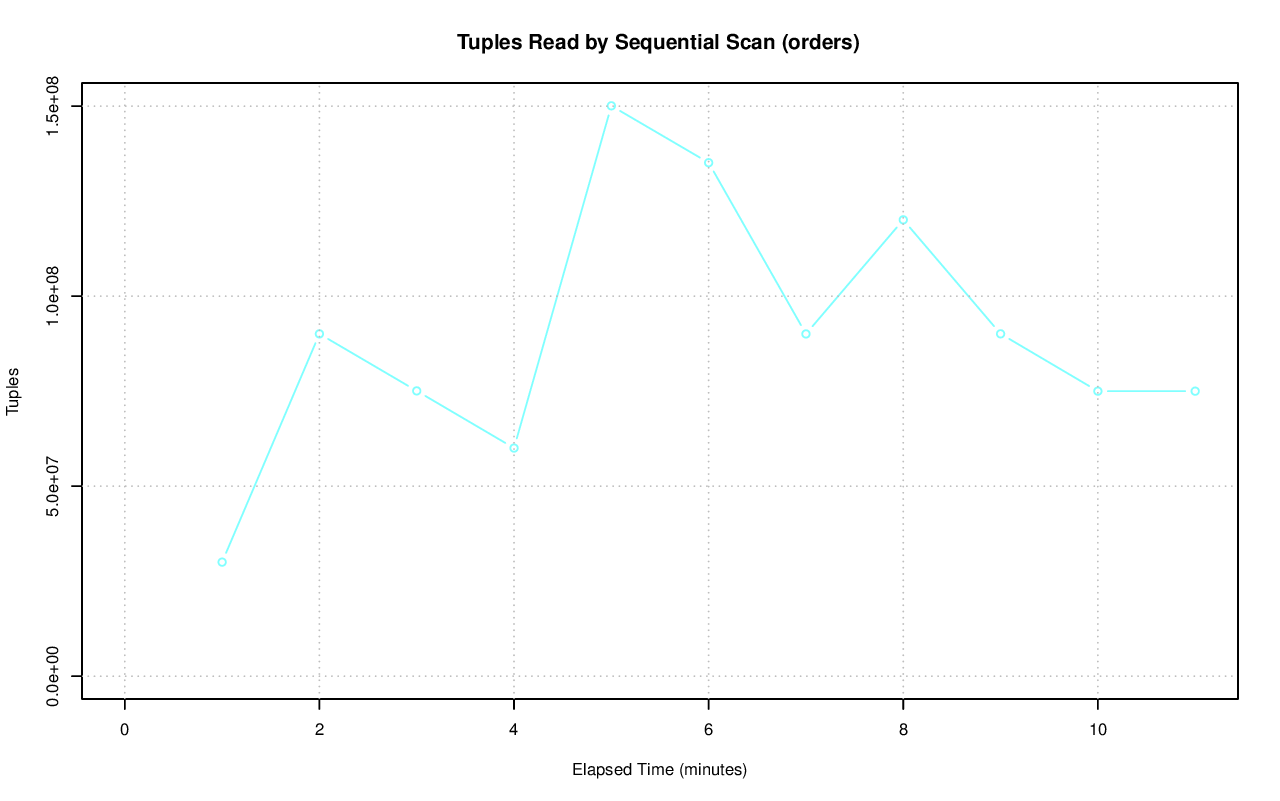 Tuples Read by Sequential Scan (orders)
1.5e+08
1.0e+08
5.0e+07
0.0e+00
Tuples
0 2 4 6 8 10
Elapsed Time (minutes)